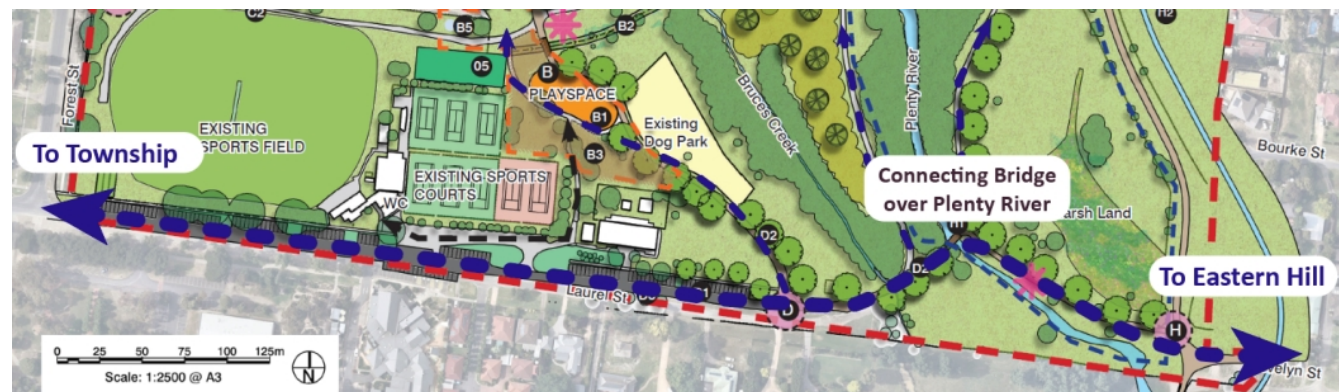 C2
B5
B2
H2
05
B
PLAYSPACE
B1
Forest St
EXISTING
SPORTS FIELD
To Township
Existing
Dog Park
Bruces Creek
Plenty River
B3
EXISTING SPORTS
COURTS
WC
Connecting Bridge
over Plenty River
Bourke St
D2
D2
To Eastern Hill
Laurel St
D
H
0 25 50 75 100 125m
Scale: 1:2500 @ A3
N